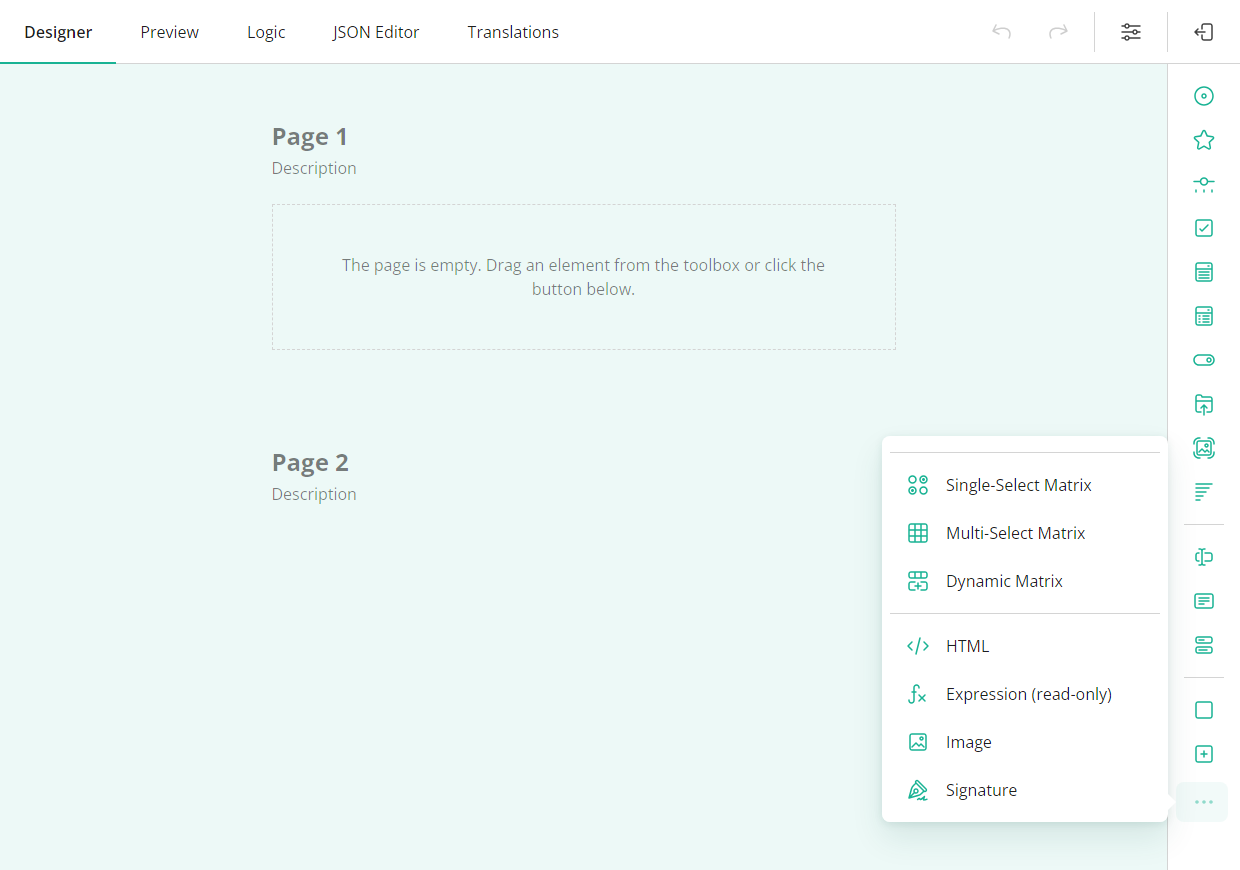 Designer
Preview
Logic
JSON Editor
Translations
Page 1
Description
The page is empty. Drag an element from the toolbox or click the
button below.
Page 2
Description
Single-Select Matrix
Multi-Select Matrix
Dynamic Matrix
HTML
Expression (read-only)
Image
Signature